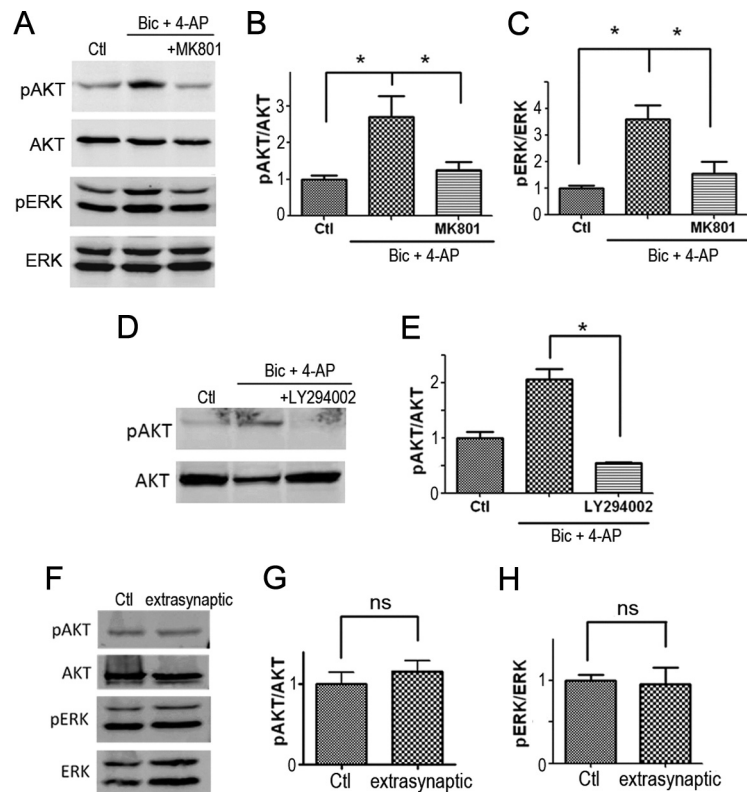 A
Bic + 4-AP
Ctl
+MK801
pAKT
AKT
pERK
ERK
B
* *
pAKT/AKT
3
2
1
0
Ctl
MK801
Bic + 4-AP
C
* *
pERK/ERK
6
4
2
1
0
Ctl
MK801
Bic + 4-AP
D
Bic + 4-AP
Ctl
+LY294002
pAKT
AKT
E
*
pAKT/AKT
2
1
0
Ctl
LY294002
Bic + 4-AP
F
Ctl extrasynaptic
pAKT
AKT
pERK
ERK
G
ns
pAKT/AKT
1
0
Ctl extrasynaptic
H
ns
pERK/ERK
1
0
Ctl extrasynaptic